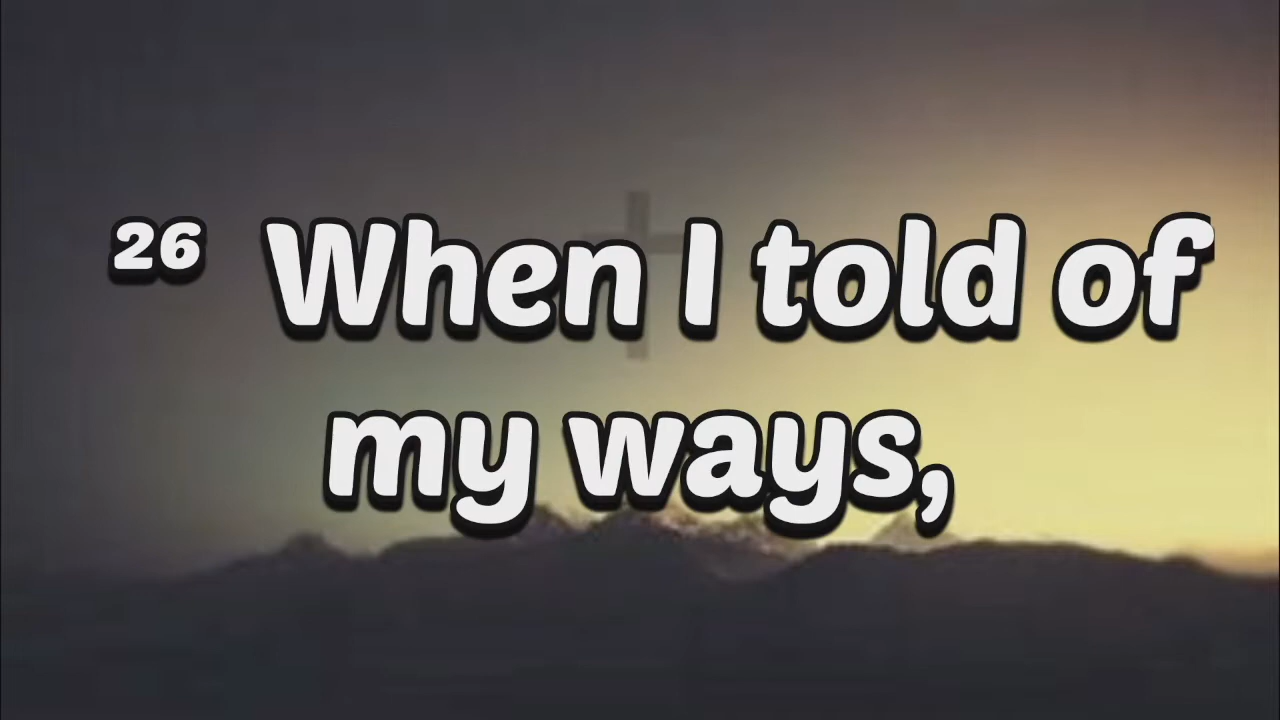 ²⁶ When I told of
my ways,